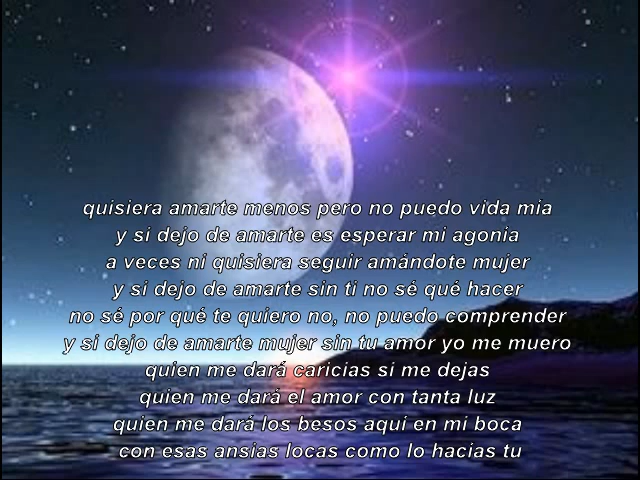 quisiera amarte menos pero no puedo vida mia
y si dejo de amarte es esperar mi agonia
a veces ni quisiera seguir amándote mujer
y si dejo de amarte sin ti no sé qué hacer
no sé por qué te quiero no, no puedo comprender
y si dejo de amarte mujer sin tu amor yo me muero
quien me dará caricias si me dejas
quien me dará el amor con tanta luz
quien me dará los besos aquí en mi boca
con esas ansias locas como lo hacias tu